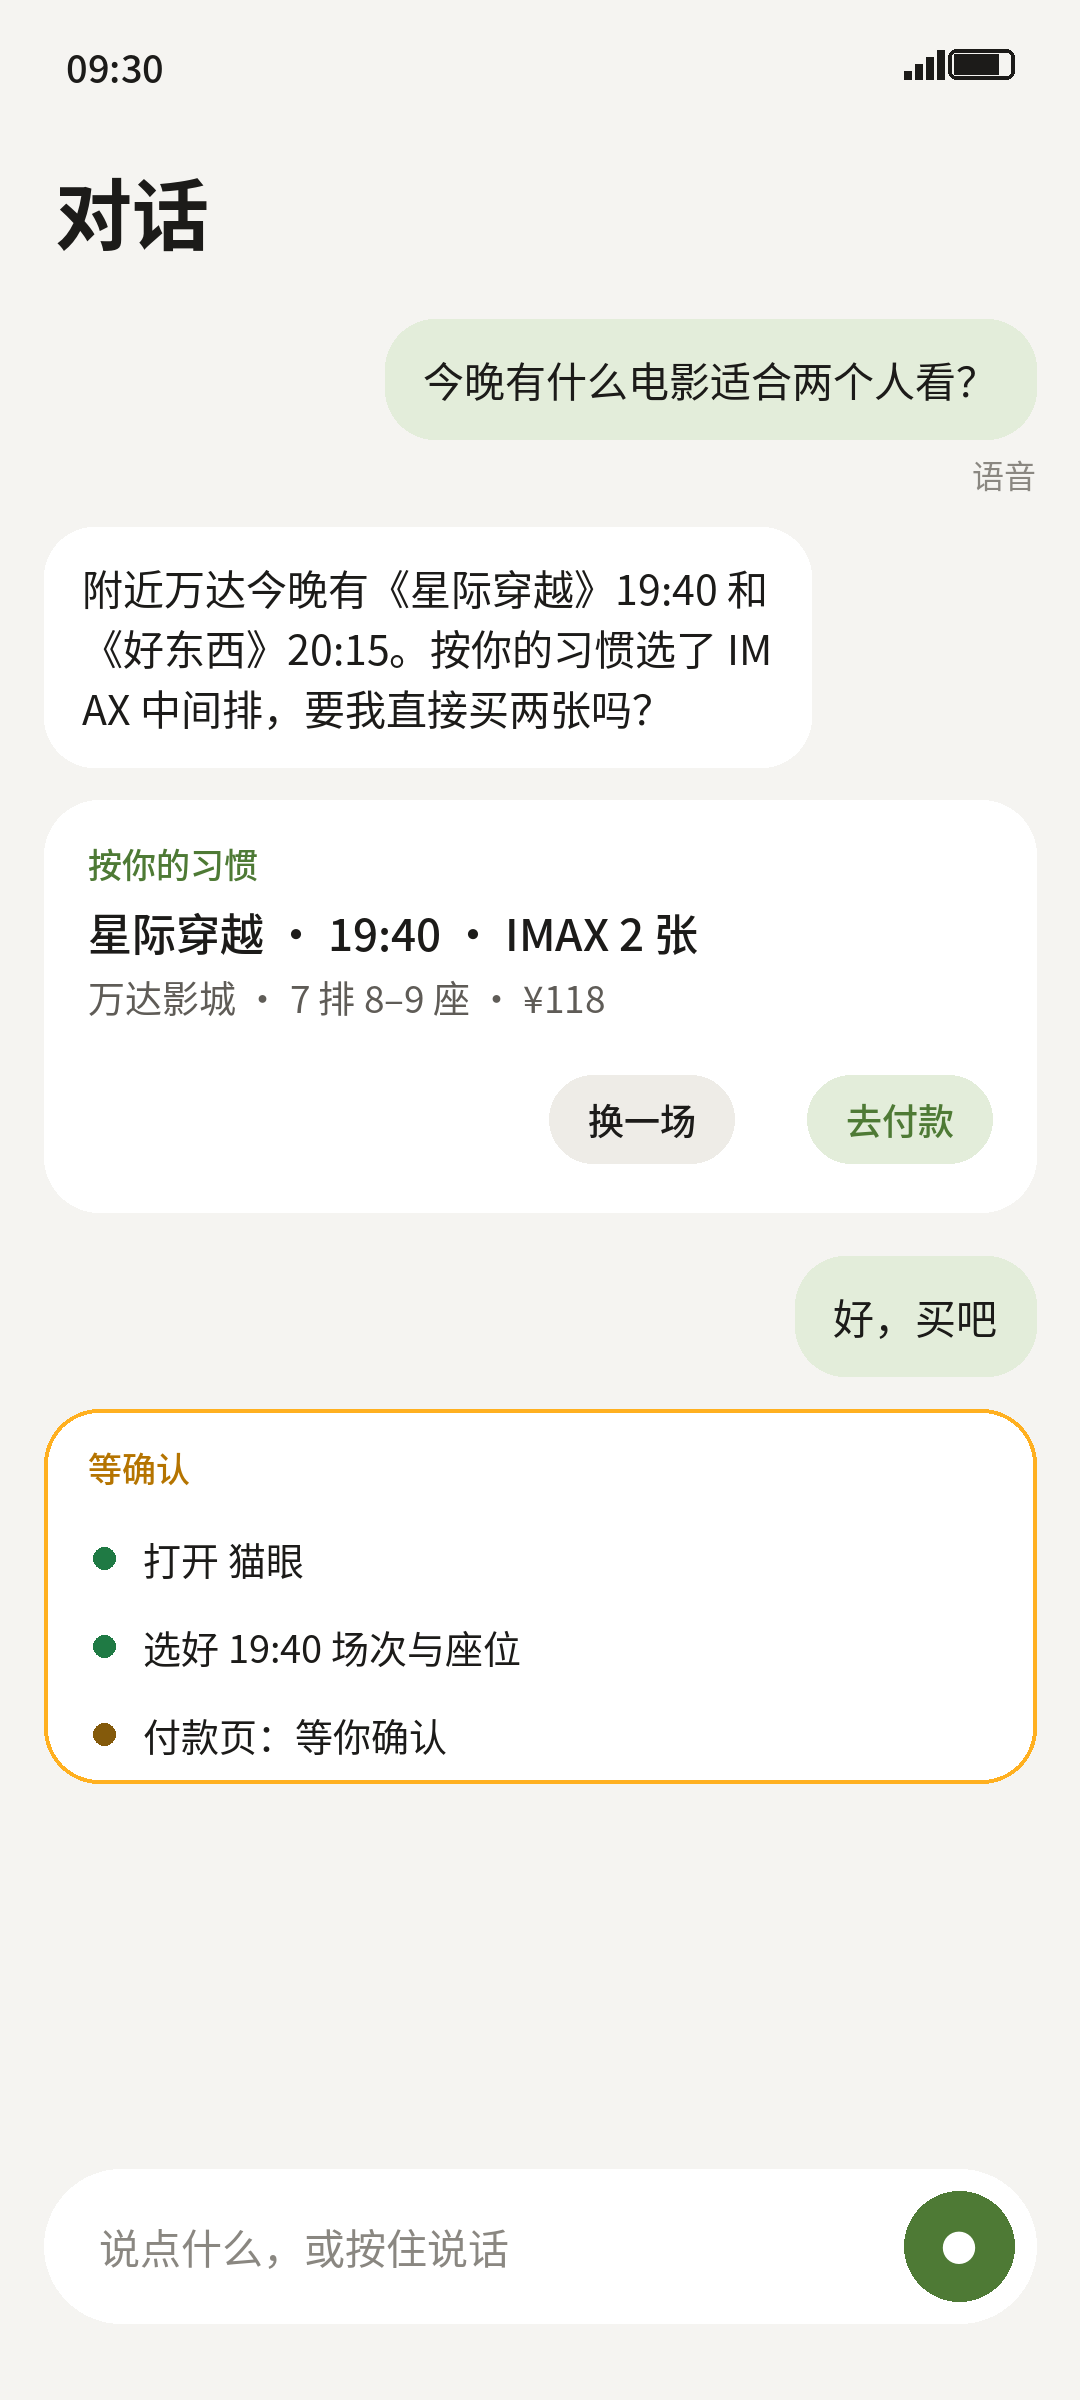 09:30
对话
今晚有什么电影适合两个人看？
语音
附近万达今晚有《星际穿越》19:40 和
《好东西》20:15。按你的习惯选了 IM
AX 中间排，要我直接买两张吗？
按你的习惯
星际穿越 · 19:40 · IMAX 2 张
万达影城 · 7 排 8–9 座 · ¥118
换一场
去付款
好，买吧
等确认
打开 猫眼
选好 19:40 场次与座位
付款页：等你确认
说点什么，或按住说话